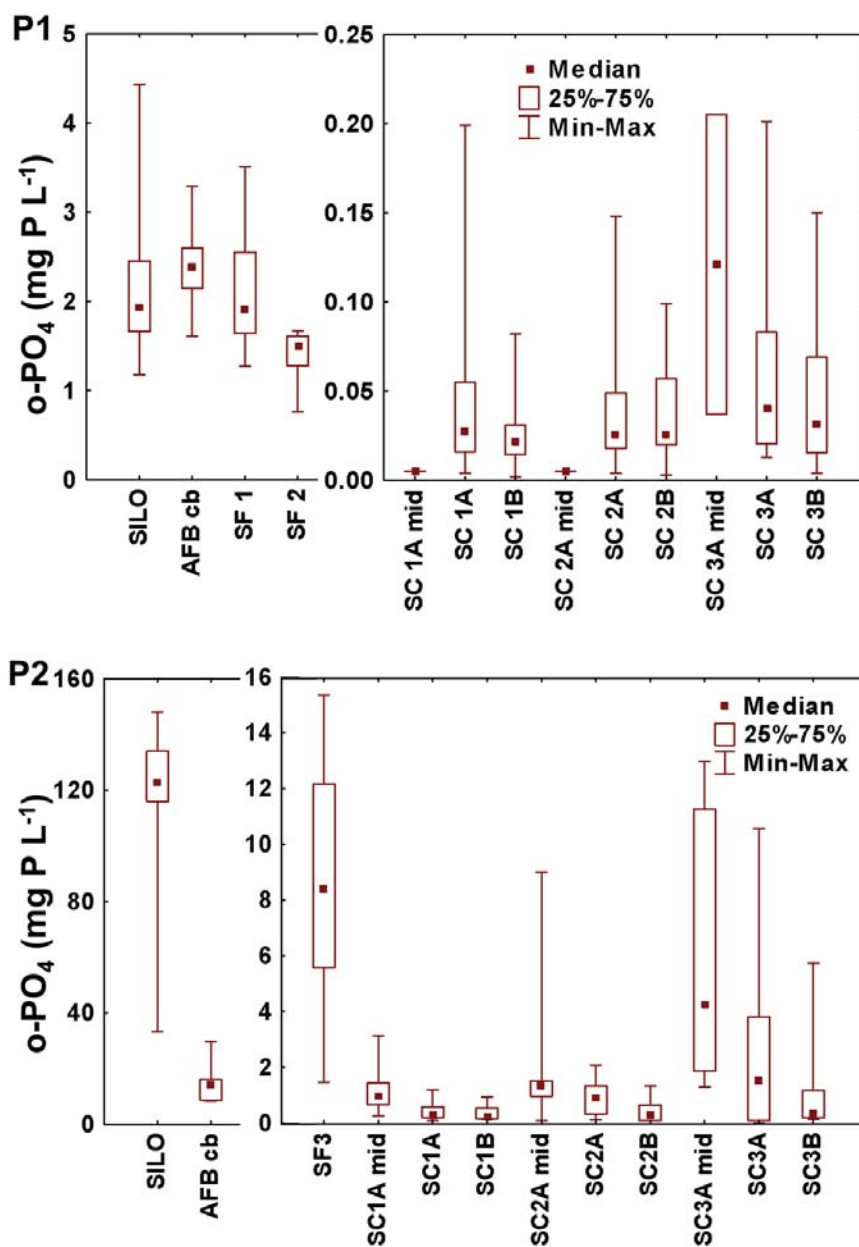 P1
o-PO4 (mg P L-1)
5
4
3
2
1
0
SILO
AFB cb
SF 1
SF 2
0.25
0.20
0.15
0.10
0.05
0.00
Median
25%-75%
Min-Max
SC 1A mid
SC 1A
SC 1B
SC 2A mid
SC 2A
SC 2B
SC 3A mid
SC 3A
SC 3B
P2
o-PO4 (mg P L-1)
160
120
80
40
0
SILO
AFB cb
16
14
12
10
8
6
4
2
0
Median
25%-75%
Min-Max
SF3
SC1A mid
SC1A
SC1B
SC2A mid
SC2A
SC2B
SC3A mid
SC3A
SC3B